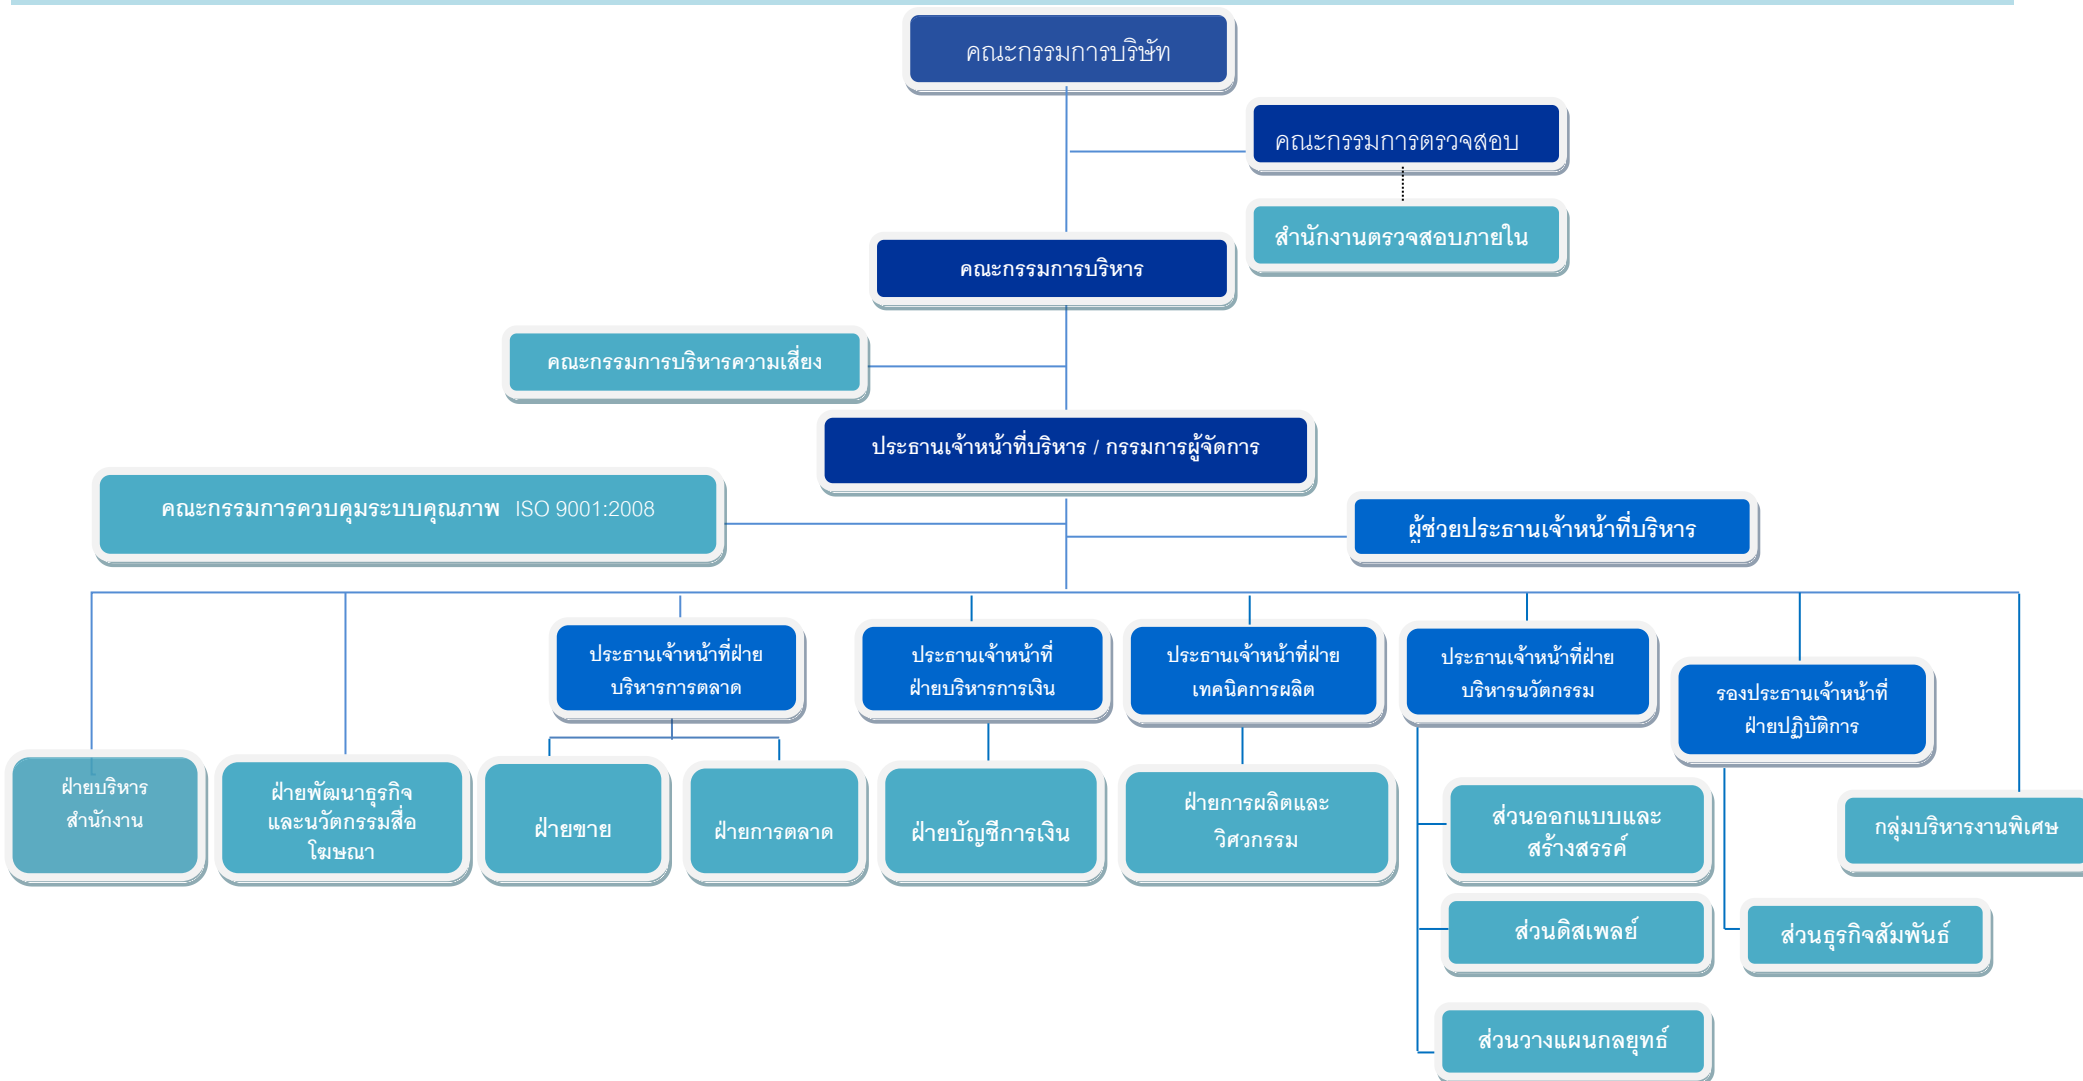 คณะกรรมการบริษัท
คณะกรรมการตรวจสอบ
สำนักงานตรวจสอบภายใน
คณะกรรมการบริหาร
คณะกรรมการบริหารความเสี่ยง
ประธานเจ้าหน้าที่บริหาร / กรรมการผู้จัดการ
คณะกรรมการควบคุมระบบคุณภาพ ISO 9001:2008
ผู้ช่วยประธานเจ้าหน้าที่บริหาร
ประธานเจ้าหน้าที่ฝ่าย
บริหารการตลาด
ประธานเจ้าหน้าที่
ฝ่ายบริหารการเงิน
ประธานเจ้าหน้าที่ฝ่าย
เทคนิคการผลิต
ประธานเจ้าหน้าที่ฝ่าย
บริหารนวัตกรรม
รองประธานเจ้าหน้าที่
ฝ่ายปฏิบัติการ
ฝ่ายบริหาร
สำนักงาน
ฝ่ายพัฒนาธุรกิจ
และนวัตกรรมสื่อ
โฆษณา
ฝ่ายขาย
ฝ่ายการตลาด
ฝ่ายบัญชีการเงิน
ฝ่ายการผลิตและ
วิศวกรรม
ส่วนออกแบบและ
สร้างสรรค์
กลุ่มบริหารงานพิเศษ
ส่วนดิสเพลย์
ส่วนธุรกิจสัมพันธ์
ส่วนวางแผนกลยุทธ์